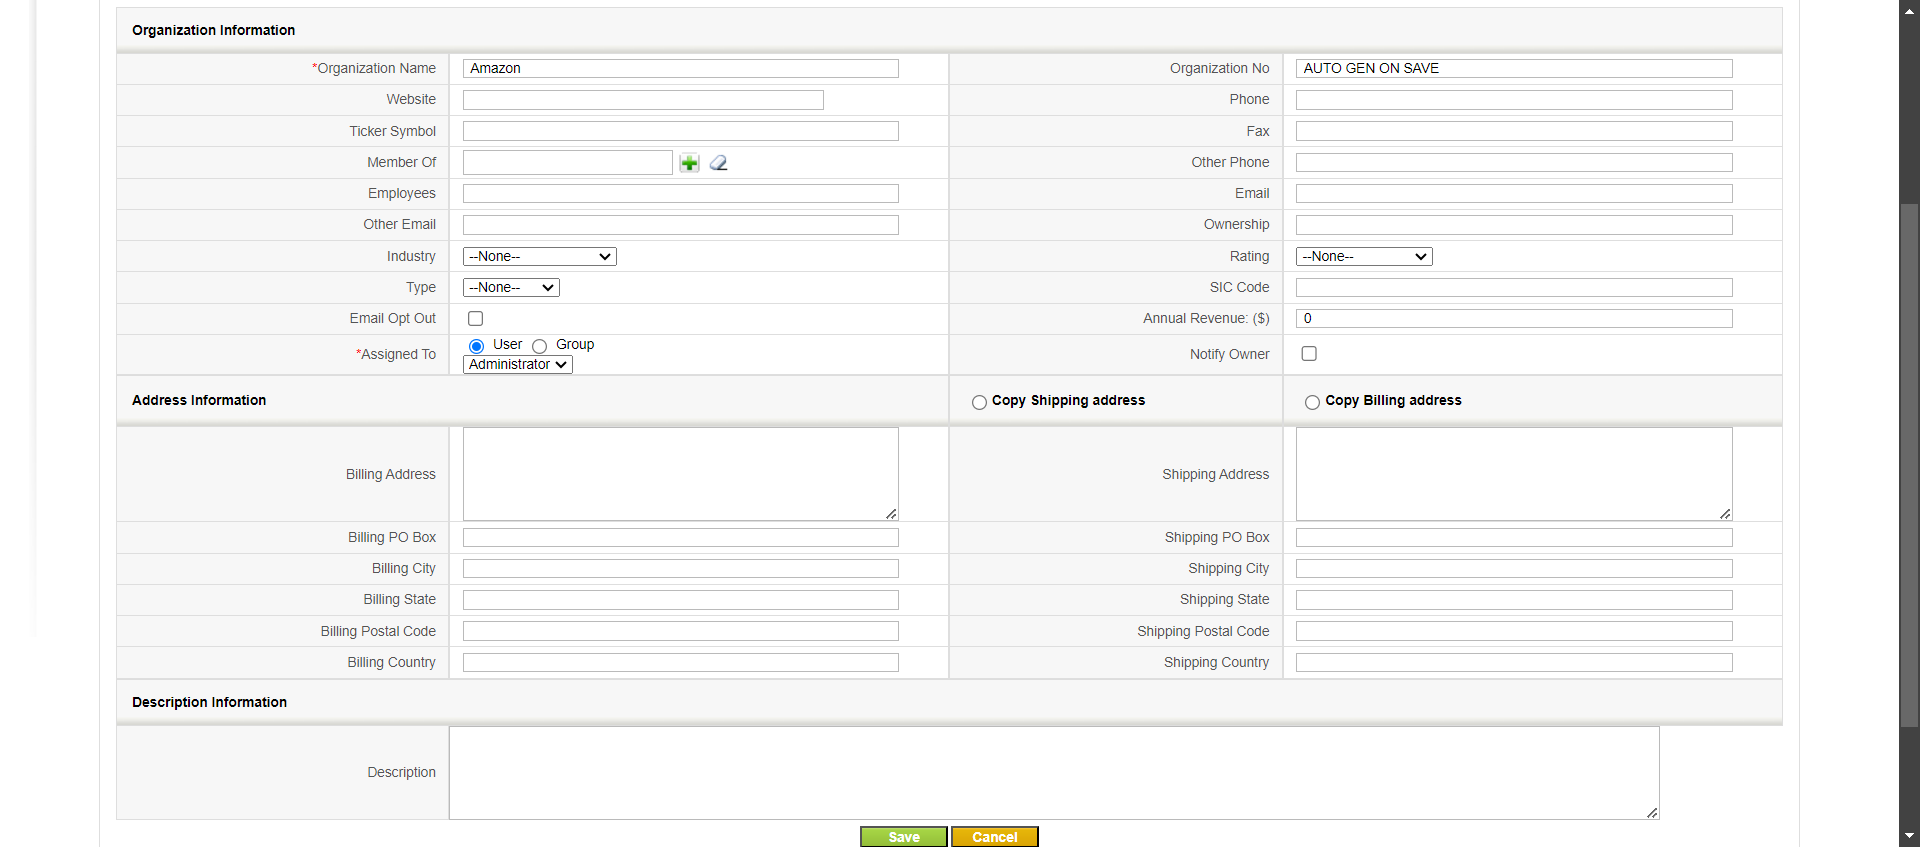 Organization Information
*Organization Name Amazon Organization No AUTO GEN ON SAVE
Website Phone
Ticker Symbol Fax
Member Of Other Phone
Employees Email
Other Email Ownership
Industry --None-- Rating --None--
Type --None-- SIC Code
Email Opt Out Annual Revenue: ($) 0
*Assigned To User Group Notify Owner
Administrator
Address Information Copy Shipping address Copy Billing address
Billing Address Shipping Address
Billing PO Box Shipping PO Box
Billing City Shipping City
Billing State Shipping State
Billing Postal Code Shipping Postal Code
Billing Country Shipping Country
Description Information
Description
Save Cancel